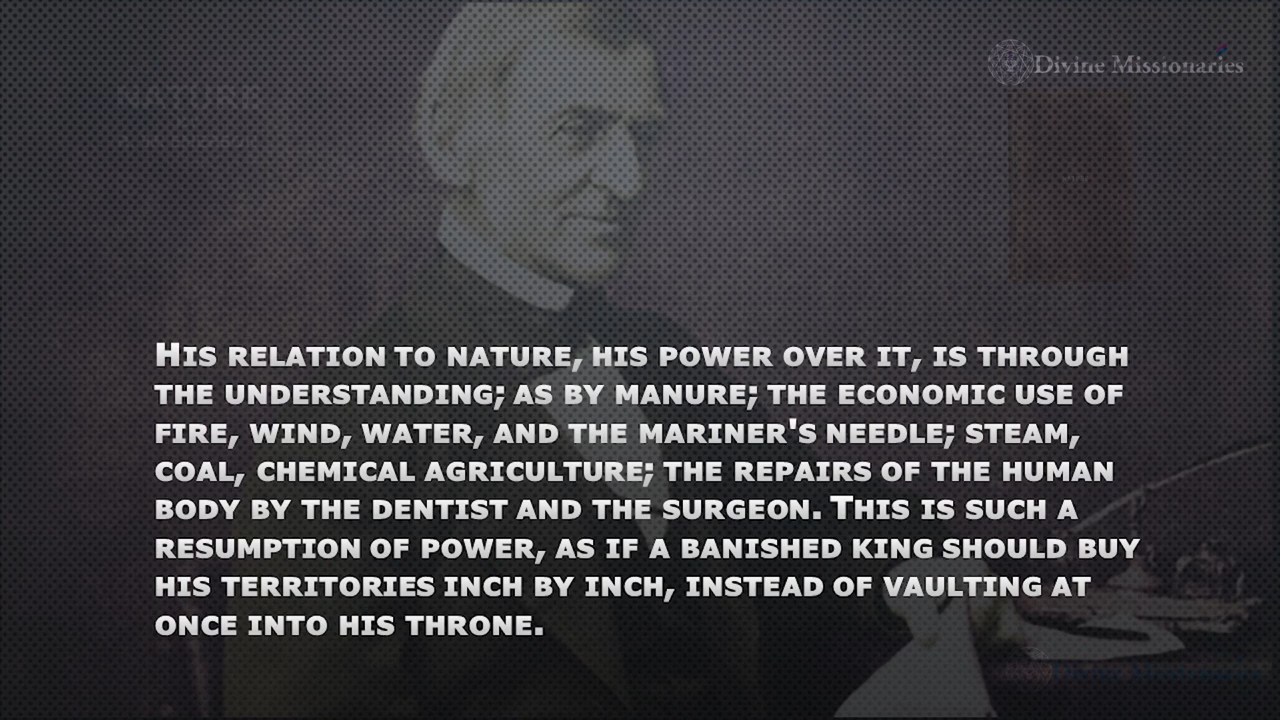 Divine Missionaries
NATURE
HIS RELATION TO NATURE, HIS POWER OVER IT, IS THROUGH
THE UNDERSTANDING; AS BY MANURE; THE ECONOMIC USE OF
FIRE, WIND, WATER, AND THE MARINER'S NEEDLE; STEAM,
COAL, CHEMICAL AGRICULTURE; THE REPAIRS OF THE HUMAN
BODY BY THE DENTIST AND THE SURGEON. THIS IS SUCH A
RESUMPTION OF POWER, AS IF A BANISHED KING SHOULD BUY
HIS TERRITORIES INCH BY INCH, INSTEAD OF VAULTING AT
ONCE INTO HIS THRONE.